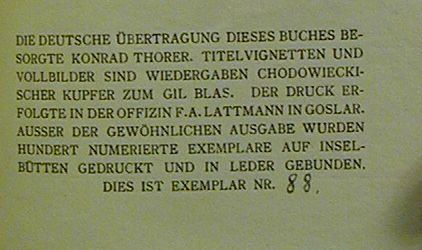 DIE DEUTSCHE ÜBERTRAGUNG DIESES BUCHES BE-
SORGTE KONRAD THORER. TITELVIGNETTEN UND
VOLLBILDER SIND WIEDERGABEN CHODOWIECKI-
SCHER KUPFER ZUM GIL BLAS. DER DRUCK ER-
FOLGTE IN DER OFFIZIN F.A. LATTMANN IN GOSLAR.
AUSSER DER GEWÖHNLICHEN AUSGABE WURDEN
HUNDERT NUMERIERTE EXEMPLARE AUF INSEL-
BÜTTEN GEDRUCKT UND IN LEDER GEBUNDEN.
DIES IST EXEMPLAR NR. 88.